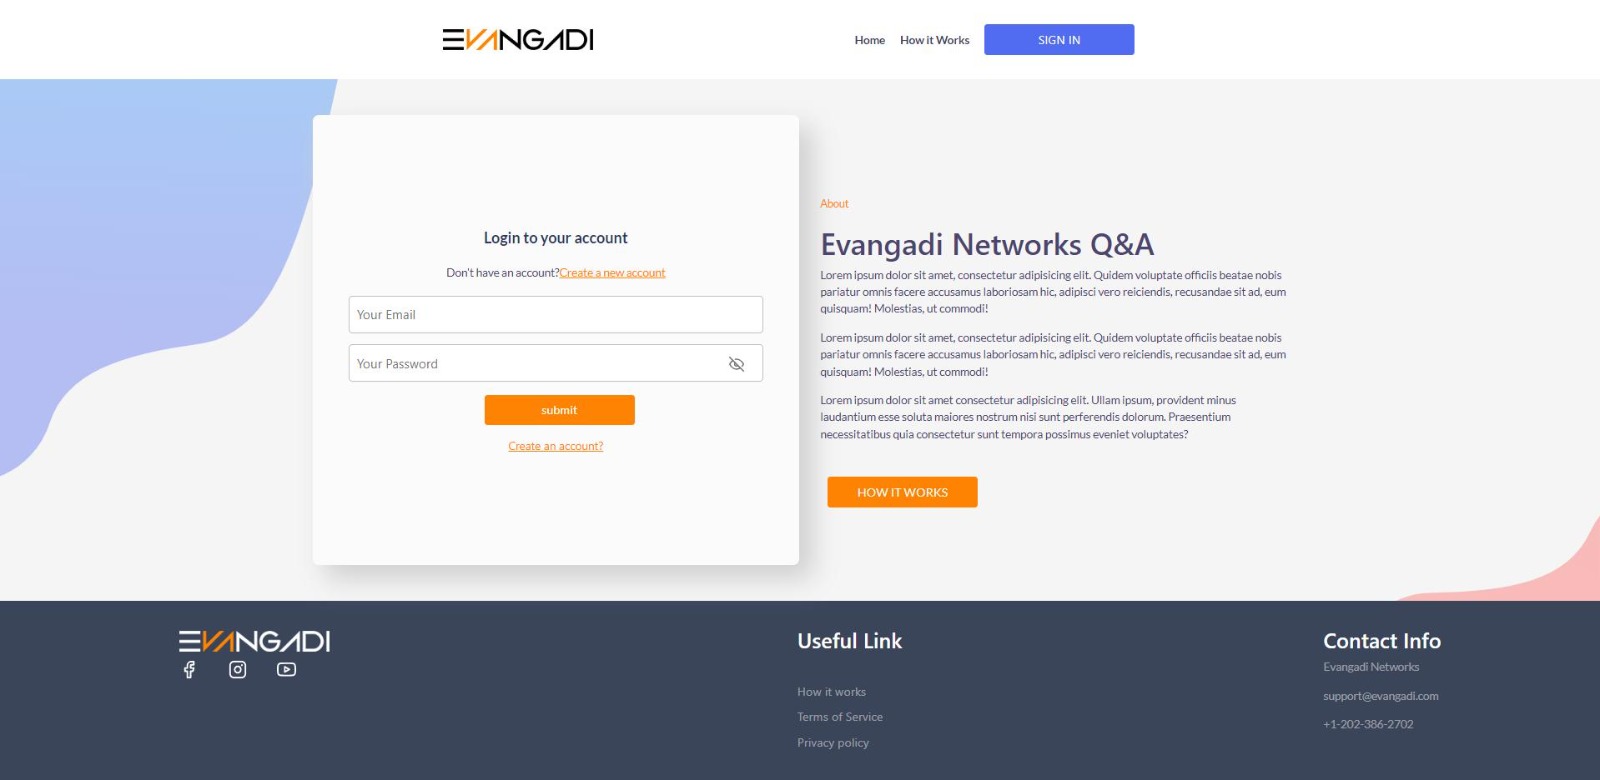 EVANGADI
Home How it Works SIGN IN
Login to your account
Don't have an account?Create a new account
Your Email
Your Password
submit
Create an account?
About
Evangadi Networks Q&A
Lorem ipsum dolor sit amet, consectetur adipisicing elit. Quidem voluptate officiis beatae nobis
pariatur omnis facere accusamus laboriosam hic, adipisci vero reiciendis, recusandae sit ad, eum
quisquam! Molestias, ut commodi!
Lorem ipsum dolor sit amet, consectetur adipisicing elit. Quidem voluptate officiis beatae nobis
pariatur omnis facere accusamus laboriosam hic, adipisci vero reiciendis, recusandae sit ad, eum
quisquam! Molestias, ut commodi!
Lorem ipsum dolor sit amet consectetur adipisicing elit. Ullam ipsum, provident minus
laudantium esse soluta maiores nostrum nisi sunt perferendis dolorum. Praesentium
necessitatibus quia consectetur sunt tempora possimus eveniet voluptates?
HOW IT WORKS
EVANGADI
Useful Link
How it works
Terms of Service
Privacy policy
Contact Info
Evangadi Networks
support@evangadi.com
+1-202-386-2702